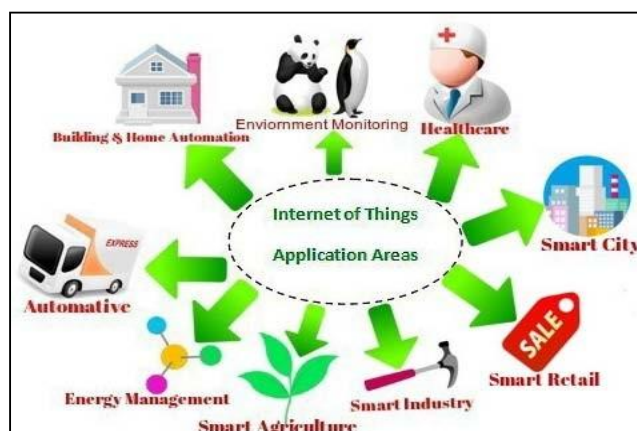 Enviornment Monitoring
Healthcare
Building & Home Automation
Internet of Things
Application Areas
Smart City
EXPRESS
Automative
SALE
Smart Retail
Energy Management
Smart Industry
Smart Agriculture